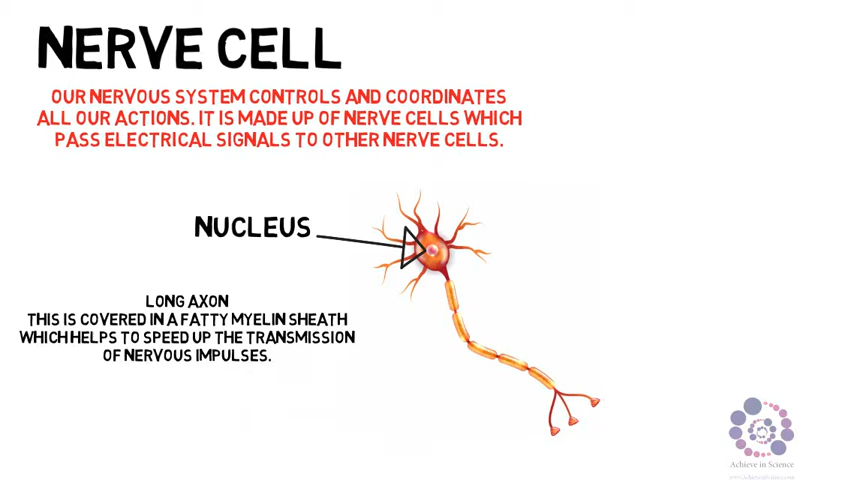 NERVE CELL
OUR NERVOUS SYSTEM CONTROLS AND COORDINATES
ALL OUR ACTIONS. IT IS MADE UP OF NERVE CELLS WHICH
PASS ELECTRICAL SIGNALS TO OTHER NERVE CELLS.
NUCLEUS
LONG AXON
THIS IS COVERED IN A FATTY MYELIN SHEATH
WHICH HELPS TO SPEED UP THE TRANSMISSION
OF NERVOUS IMPULSES.
Achieve in Science